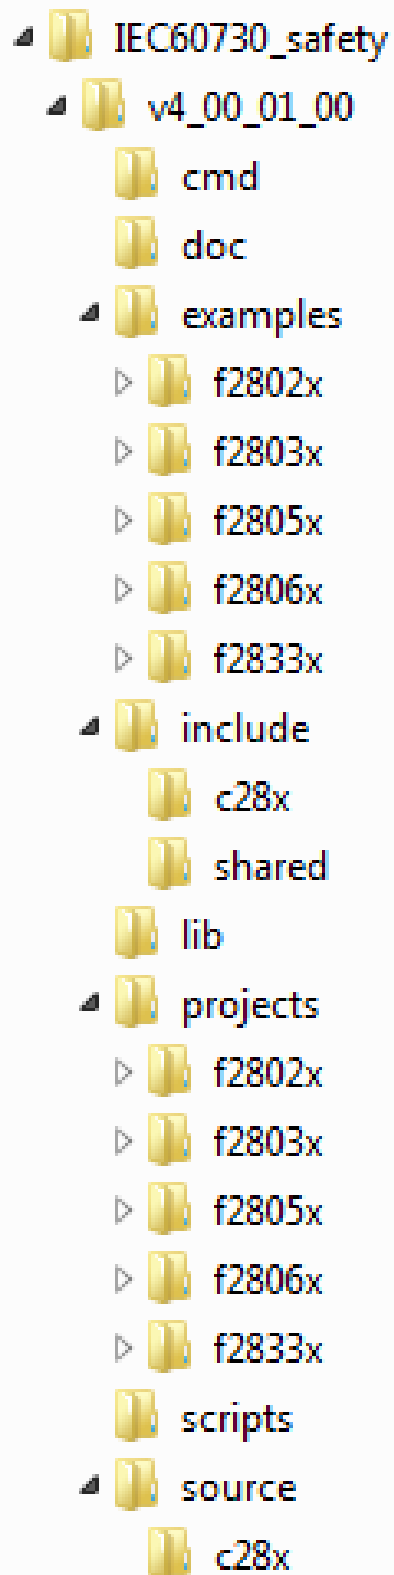 IEC60730_safety
v4_00_01_00
cmd
doc
examples
f2802x
f2803x
f2805x
f2806x
f2833x
include
c28x
shared
lib
projects
f2802x
f2803x
f2805x
f2806x
f2833x
scripts
source
c28x